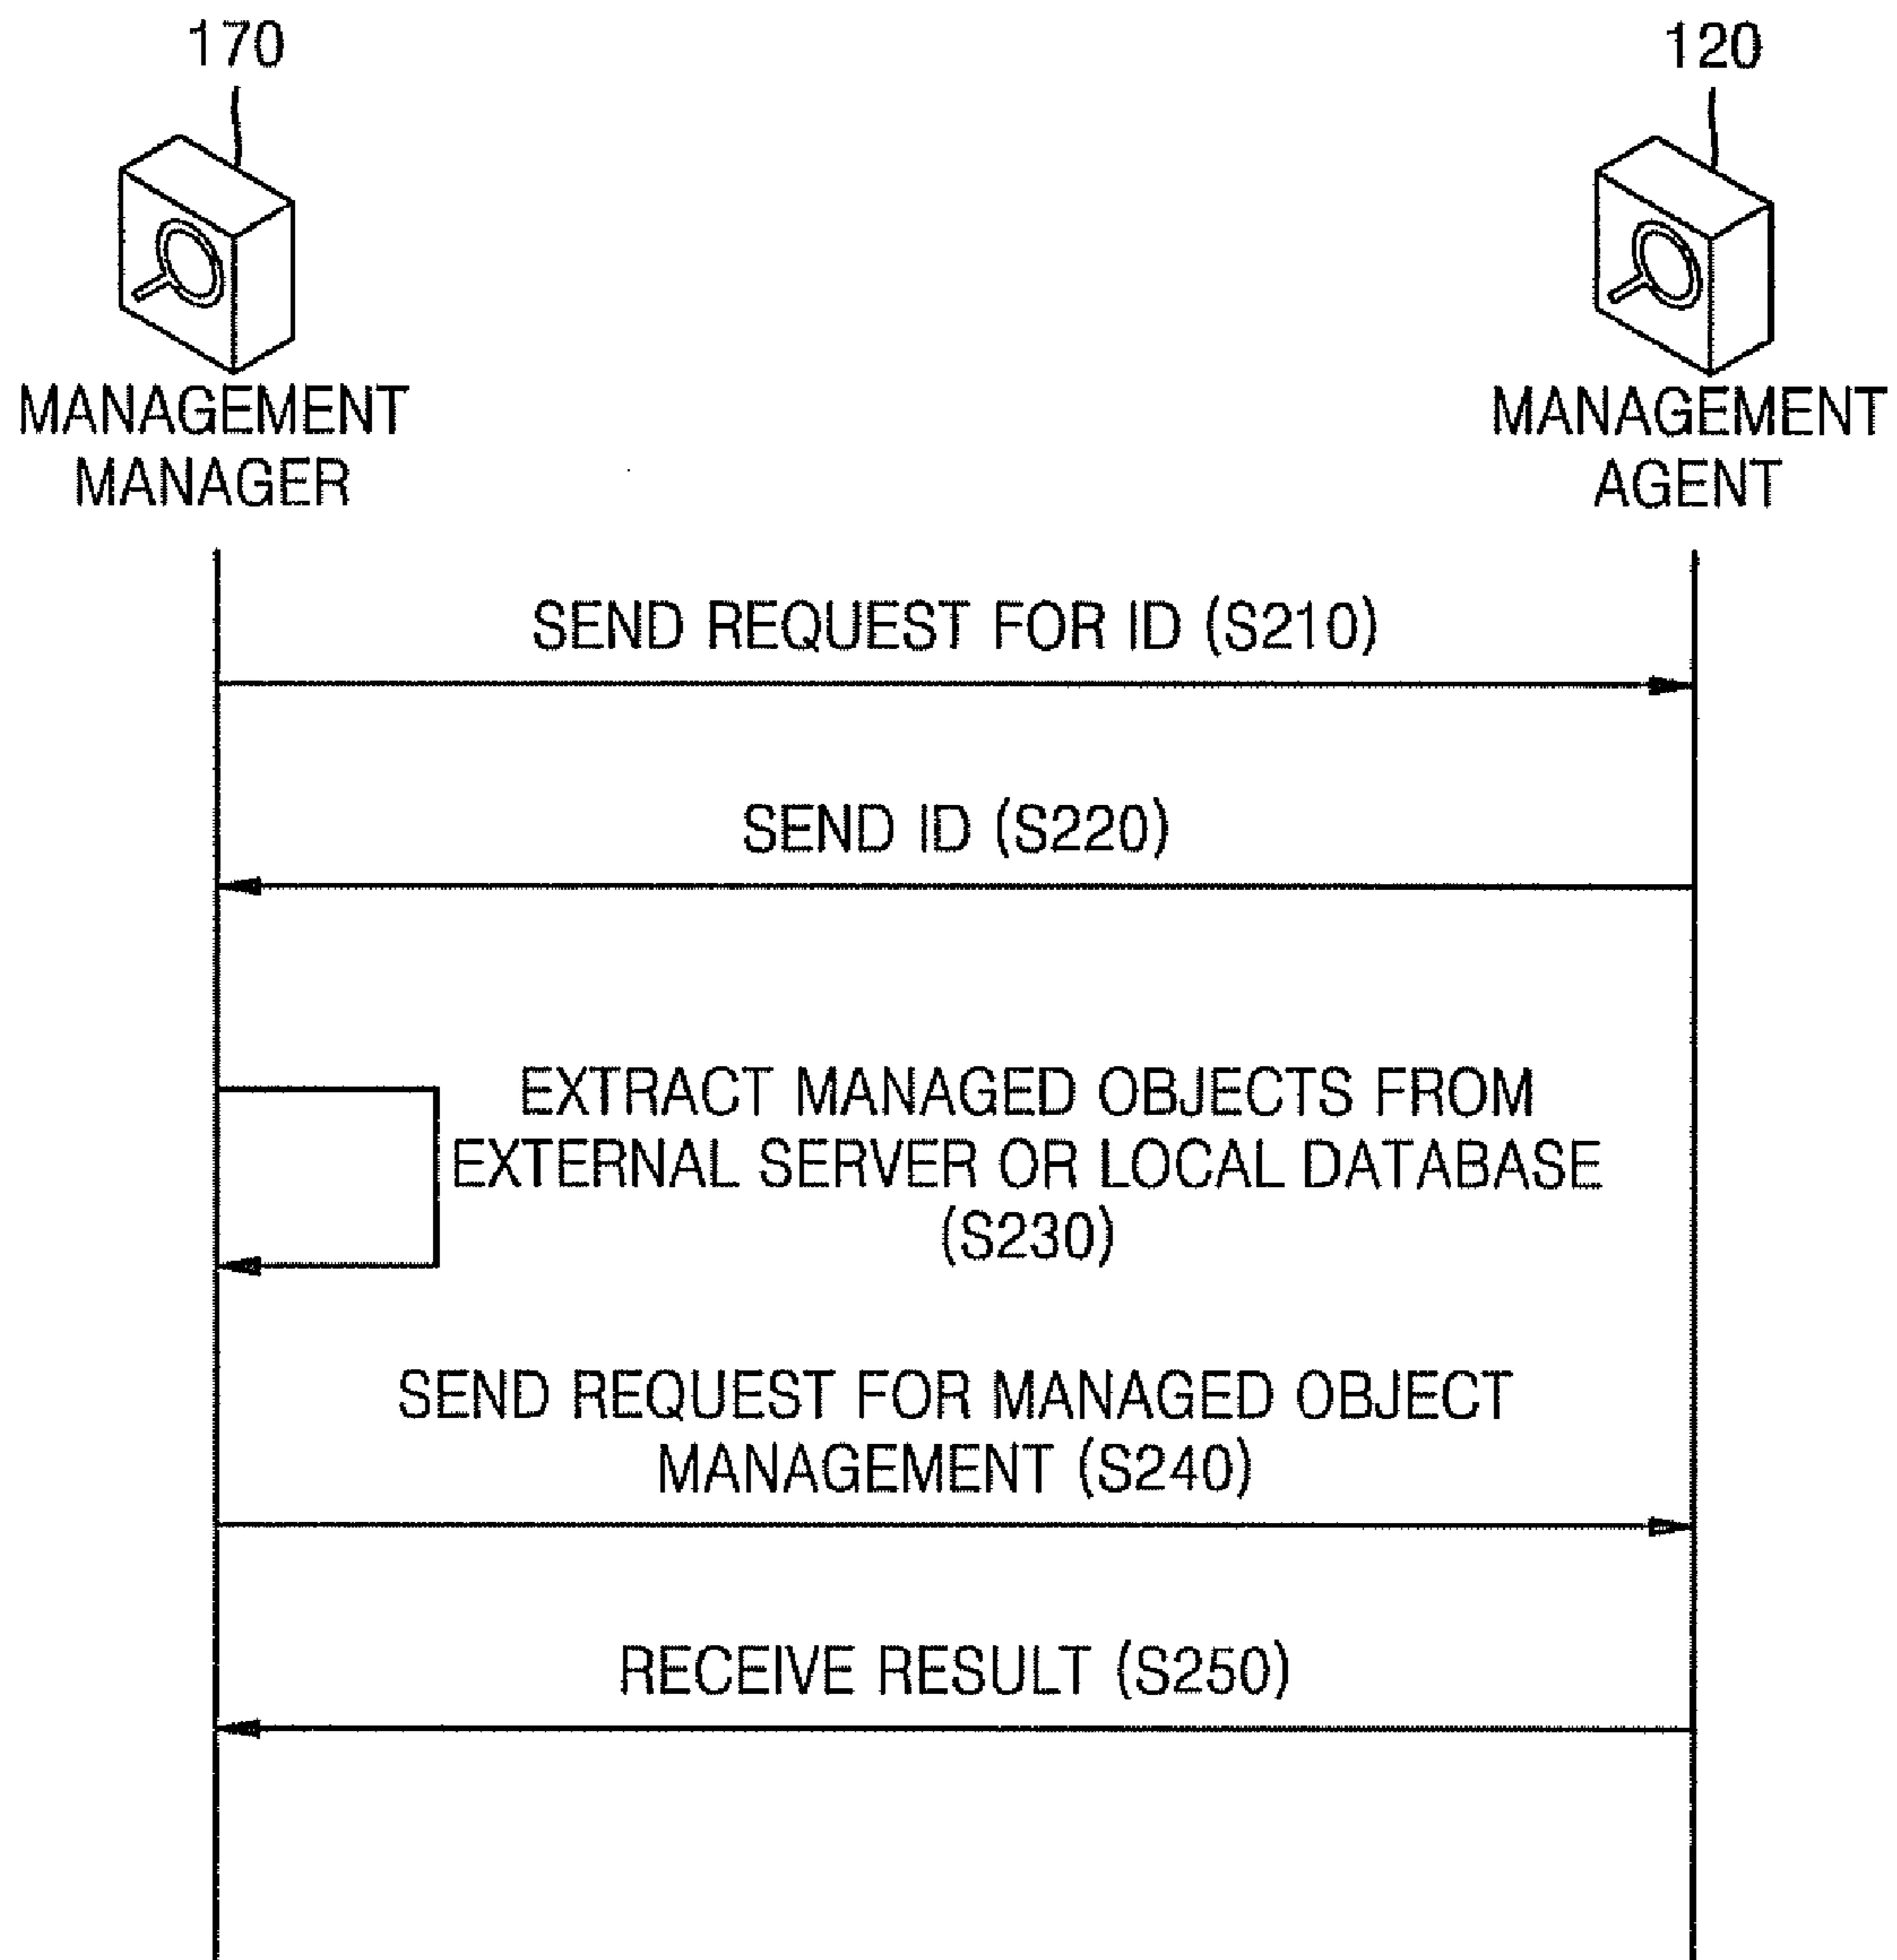 170
120
MANAGEMENT
MANAGER
MANAGEMENT
AGENT
SEND REQUEST FOR ID (S210)
SEND ID (S220)
EXTRACT MANAGED OBJECTS FROM
EXTERNAL SERVER OR LOCAL DATABASE
(S230)
SEND REQUEST FOR MANAGED OBJECT
MANAGEMENT (S240)
RECEIVE RESULT (S250)